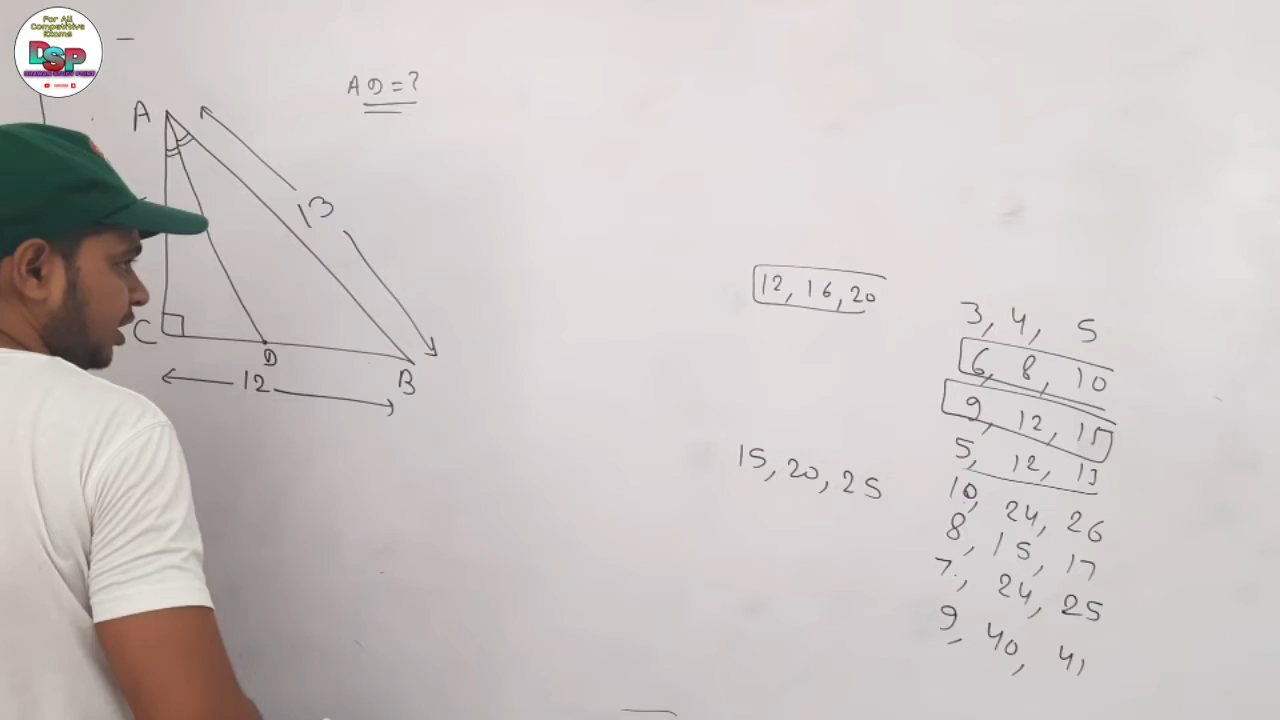 For All
Competitive
Exams
DSP
AD = ?
A
13
C
D
B
12
12, 16, 20
3, 4, 5
6, 8, 10
9, 12, 15
5, 12, 13
15, 20, 25
10, 24, 26
8, 15, 17
7, 24, 25
9, 40, 41